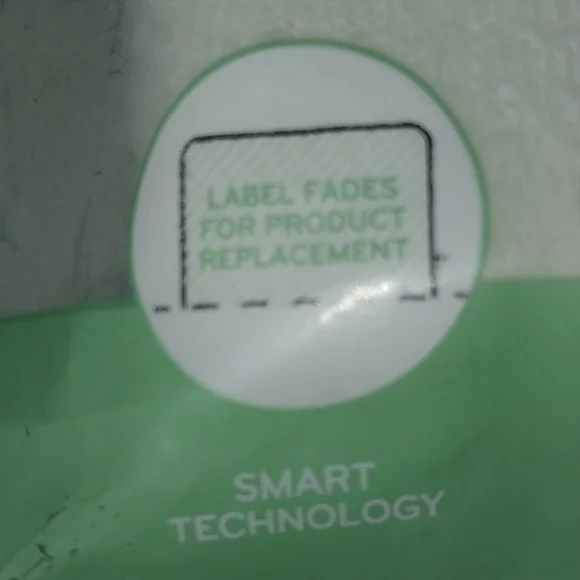 LABEL FADES
FOR PRODUCT
REPLACEMENT
SMART
TECHNOLOGY